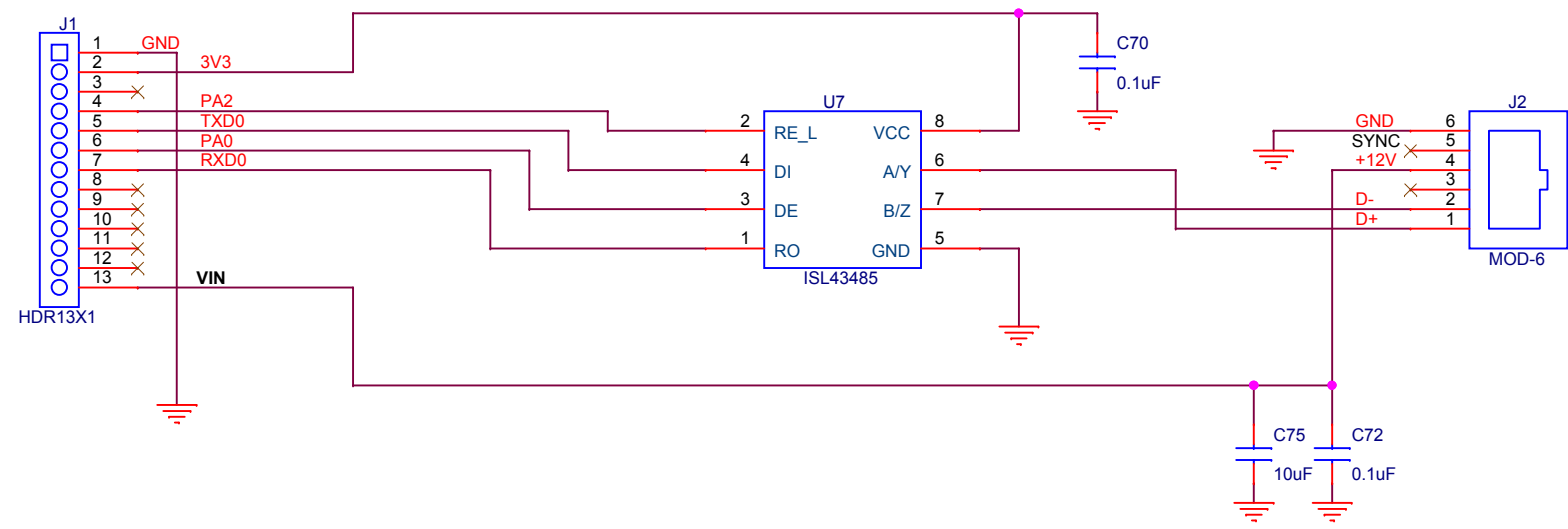 J1
1 GND
2 3V3
3
4 PA2
5 TXD0
6 PA0
7 RXD0
8
9
10
11
12
13 VIN
HDR13X1
C70
0.1uF
U7
2 RE_L VCC 8
4 DI A/Y 6
3 DE B/Z 7
1 RO GND 5
ISL43485
J2
GND 6
SYNC 5
+12V 4
3
D- 2
D+ 1
MOD-6
C75
10uF
C72
0.1uF